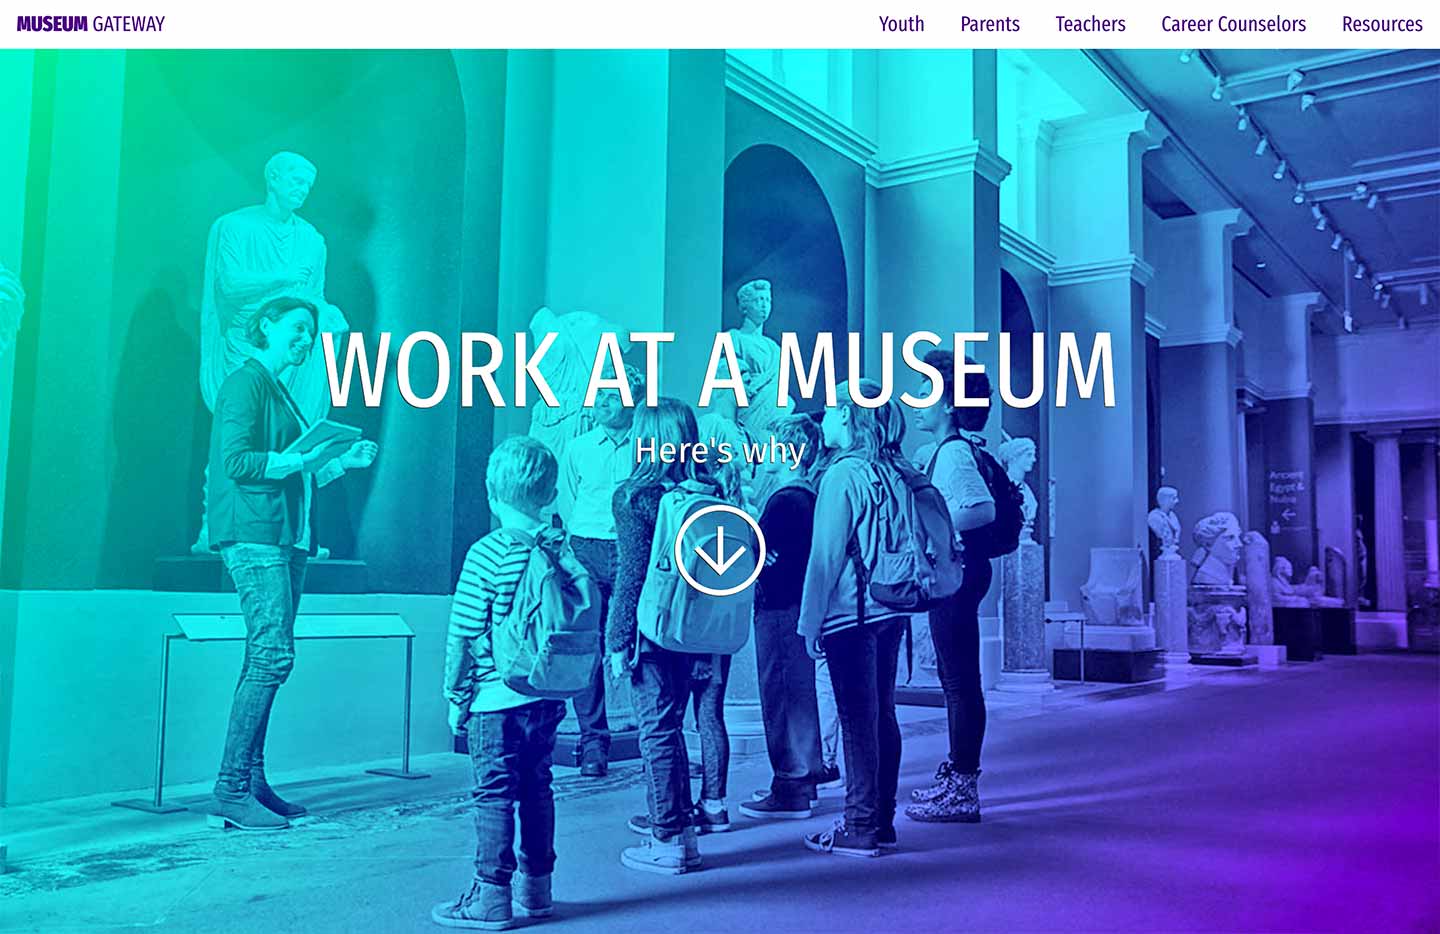 MUSEUM GATEWAY
Youth
Parents
Teachers
Career Counselors
Resources
WORK AT A MUSEUM
Here's why
Ancient
Egypt &
Nubia